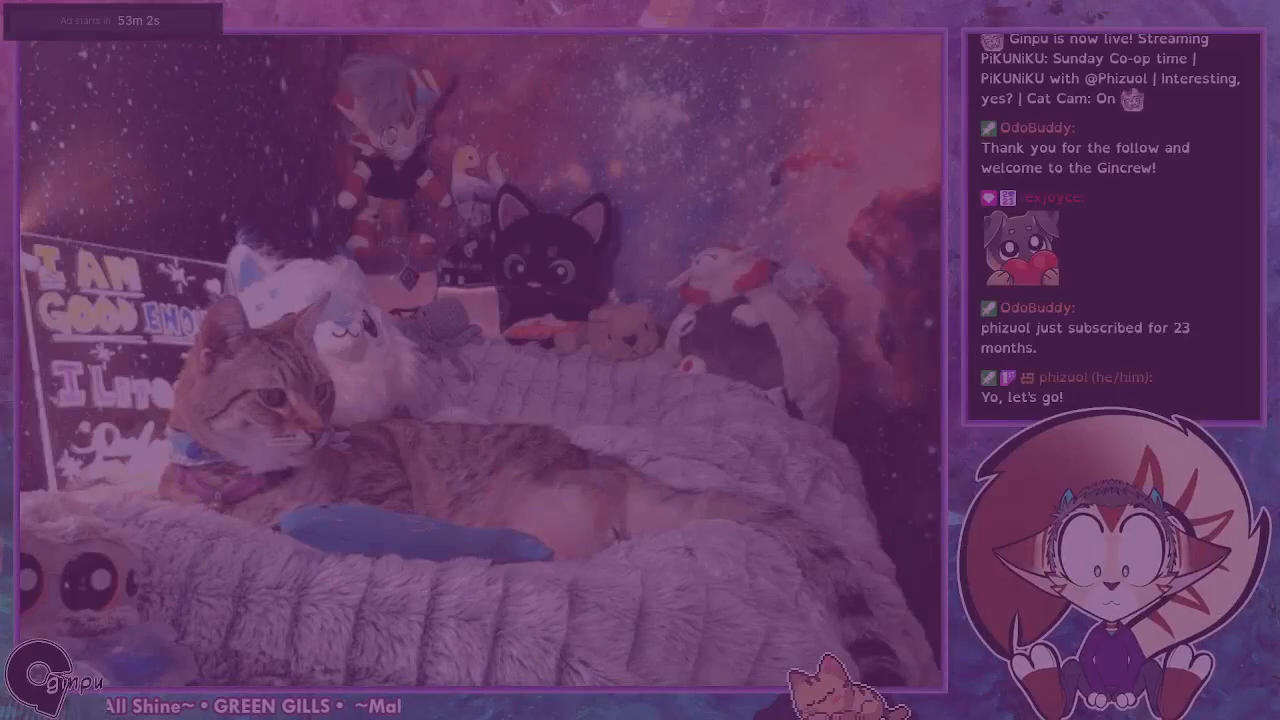 Ad starts in 53m 2s
Ginpu is now live! Streaming
PiKUNiKU: Sunday Co-op time |
PiKUNiKU with @Phizuol | Interesting,
yes? | Cat Cam: On
OdoBuddy:
Thank you for the follow and
welcome to the Gincrew!
exjoyce:
OdoBuddy:
phizuol just subscribed for 23
months.
phizuol (he/him):
Yo, let's go!
I AM
GOOD
I
ginpu
All Shine~ • GREEN GILLS • ~Mal